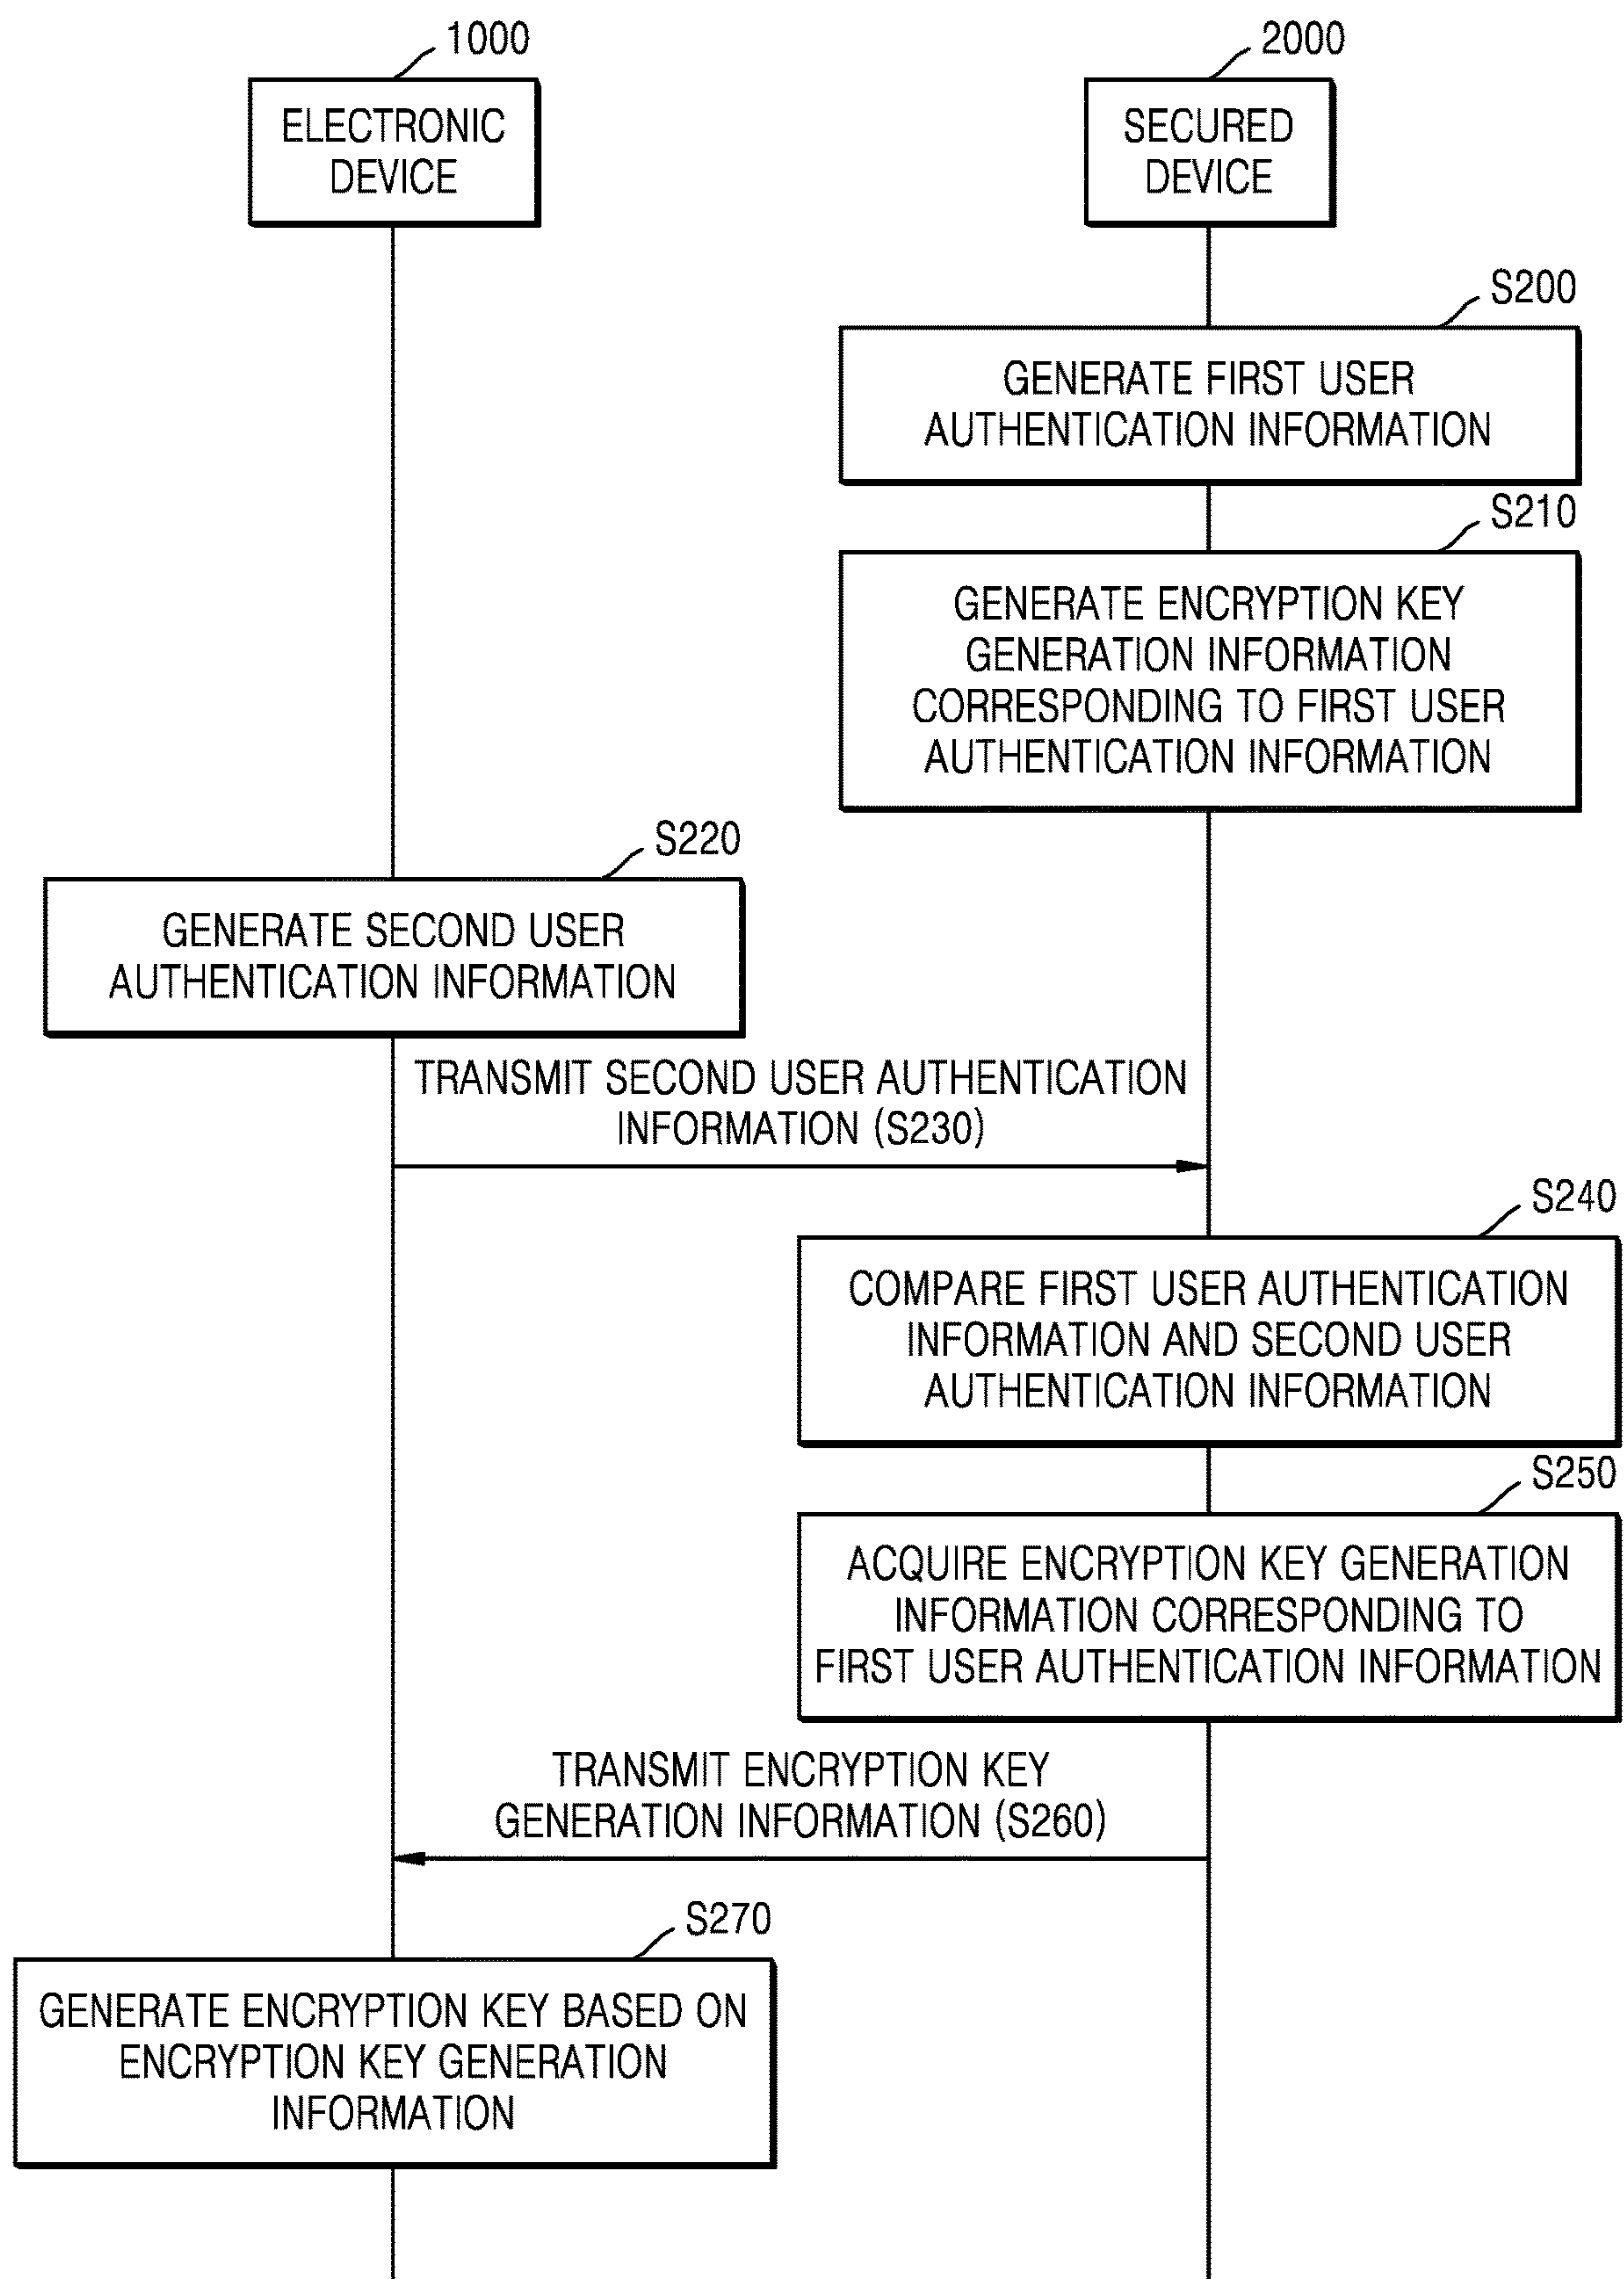 1000
2000
ELECTRONIC
DEVICE
SECURED
DEVICE
S200
GENERATE FIRST USER
AUTHENTICATION INFORMATION
S210
GENERATE ENCRYPTION KEY
GENERATION INFORMATION
CORRESPONDING TO FIRST USER
AUTHENTICATION INFORMATION
S220
GENERATE SECOND USER
AUTHENTICATION INFORMATION
TRANSMIT SECOND USER AUTHENTICATION
INFORMATION (S230)
S240
COMPARE FIRST USER AUTHENTICATION
INFORMATION AND SECOND USER
AUTHENTICATION INFORMATION
S250
ACQUIRE ENCRYPTION KEY GENERATION
INFORMATION CORRESPONDING TO
FIRST USER AUTHENTICATION INFORMATION
TRANSMIT ENCRYPTION KEY
GENERATION INFORMATION (S260)
S270
GENERATE ENCRYPTION KEY BASED ON
ENCRYPTION KEY GENERATION
INFORMATION